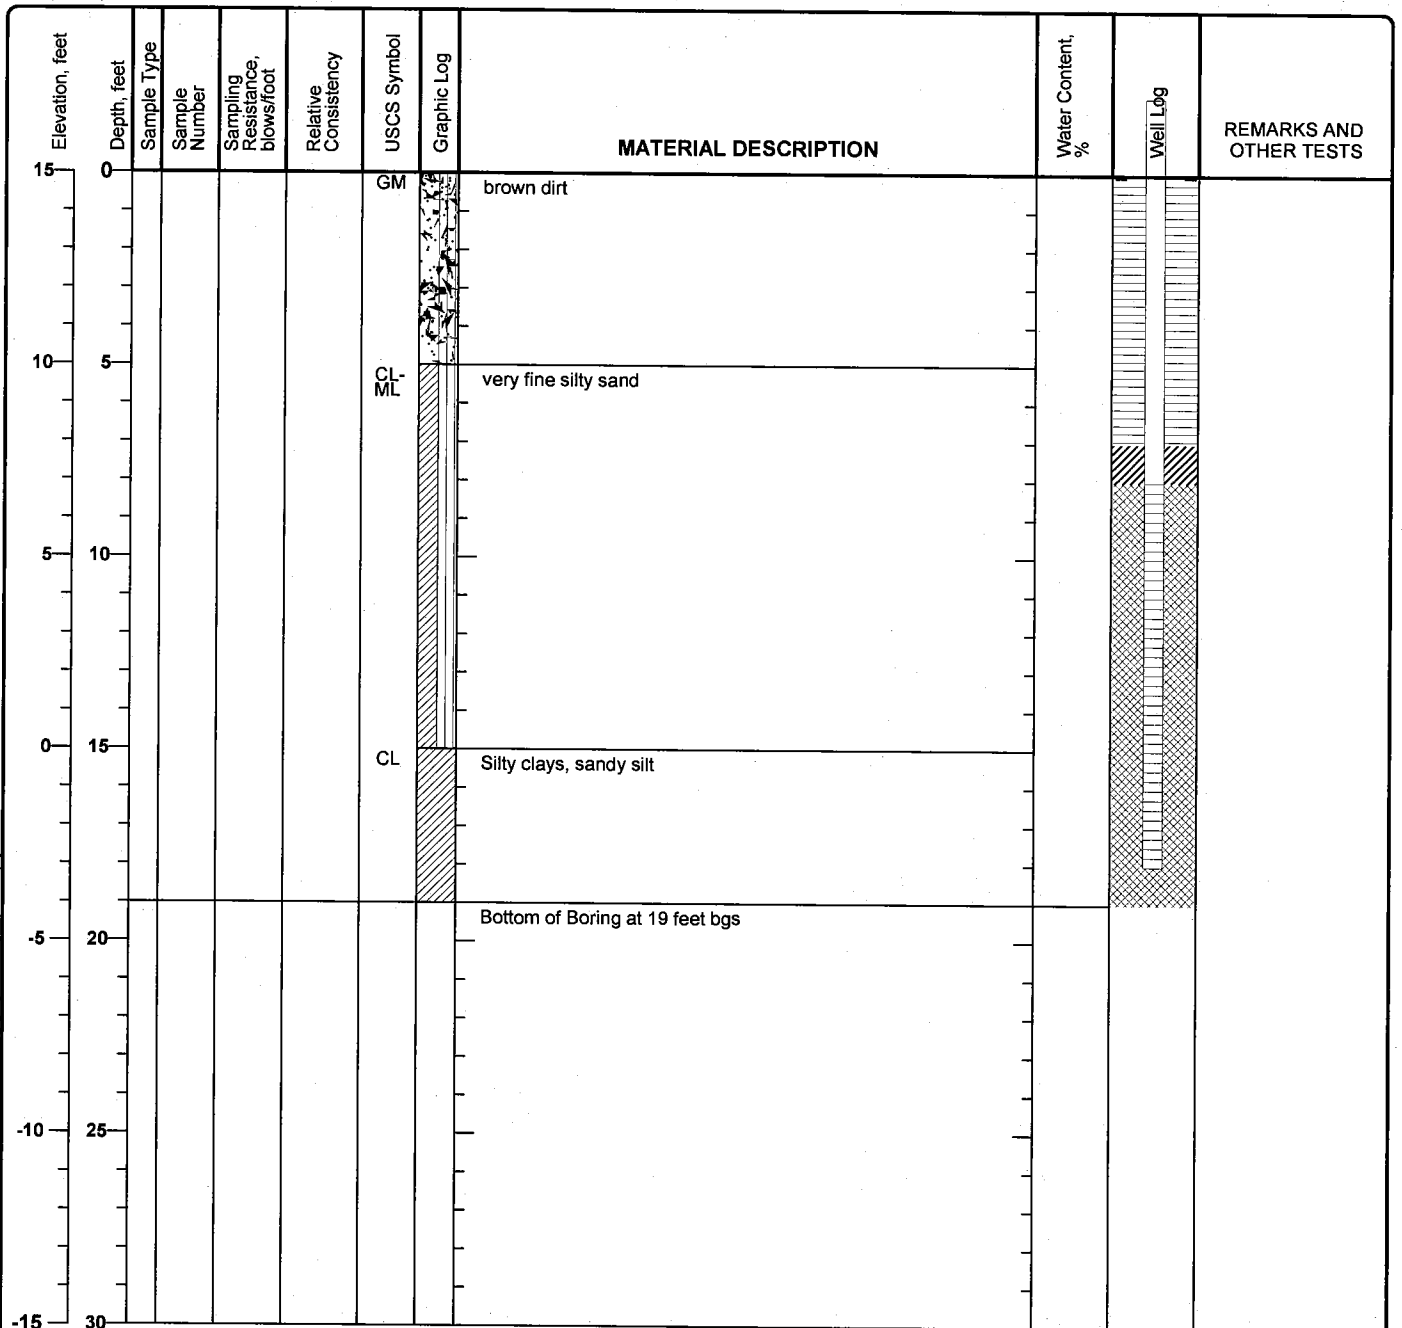 Elevation, feet
Depth, feet
Sample Type
Sample
Number
Sampling
Resistance,
blows/foot
Relative
Consistency
USCS Symbol
Graphic Log
MATERIAL DESCRIPTION
Water Content,
%
Well Log
REMARKS AND
OTHER TESTS
15 0
GM brown dirt
10 5
CL-
ML
very fine silty sand
5 10
0 15
CL Silty clays, sandy silt
Bottom of Boring at 19 feet bgs
-5 20
-10 25
-15 30